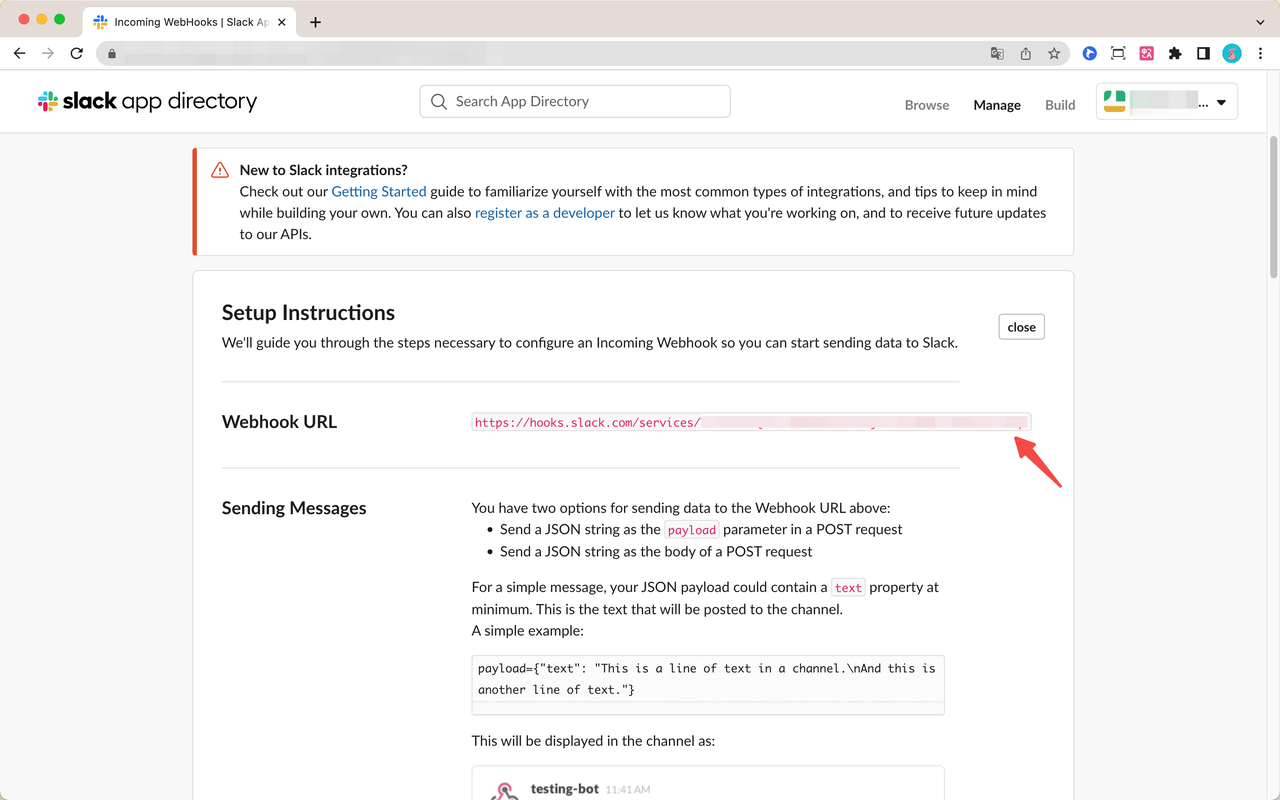 Incoming WebHooks | Slack Ap
slack app directory
Search App Directory
Browse
Manage
Build
...
New to Slack integrations?
Check out our Getting Started guide to familiarize yourself with the most common types of integrations, and tips to keep in mind
while building your own. You can also register as a developer to let us know what you're working on, and to receive future updates
to our APIs.
Setup Instructions
We'll guide you through the steps necessary to configure an Incoming Webhook so you can start sending data to Slack.
close
Webhook URL
https://hooks.slack.com/services/
Sending Messages
You have two options for sending data to the Webhook URL above:
• Send a JSON string as the payload parameter in a POST request
• Send a JSON string as the body of a POST request
For a simple message, your JSON payload could contain a text property at
minimum. This is the text that will be posted to the channel.
A simple example:
payload={"text": "This is a line of text in a channel.\nAnd this is
another line of text."}
This will be displayed in the channel as:
testing-bot 11:41 AM